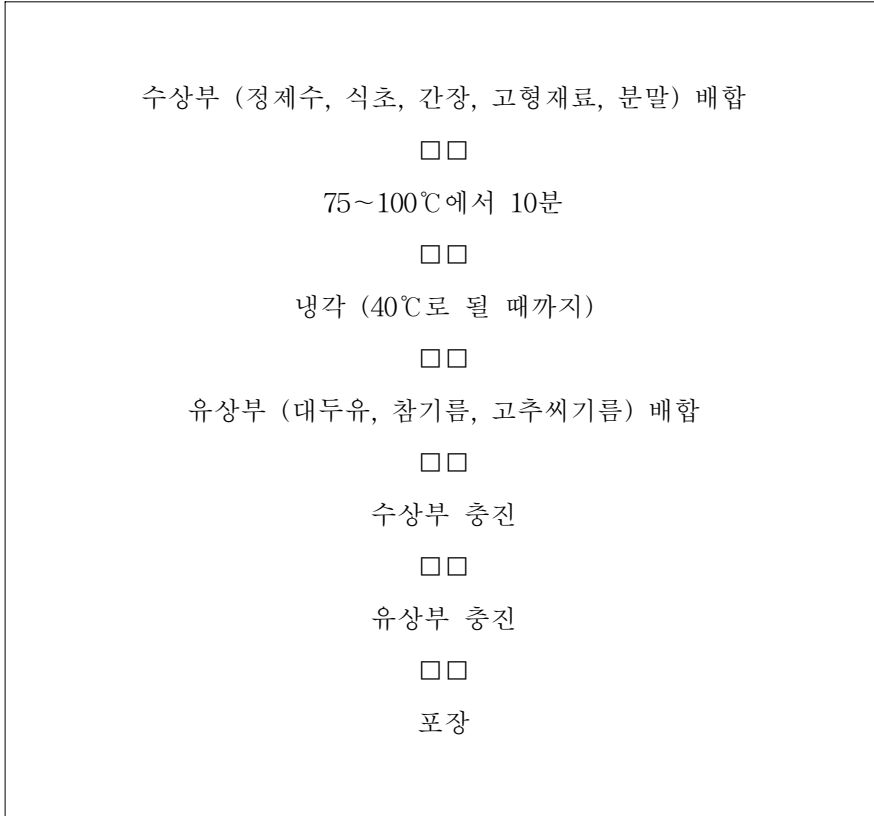 수상부 (정제수, 식초, 간장, 고형재료, 분말) 배합
□□
75~100℃에서 10분
□□
냉각 (40℃로 될 때까지)
□□
유상부 (대두유, 참기름, 고추씨기름) 배합
□□
수상부 충진
□□
유상부 충진
□□
포장